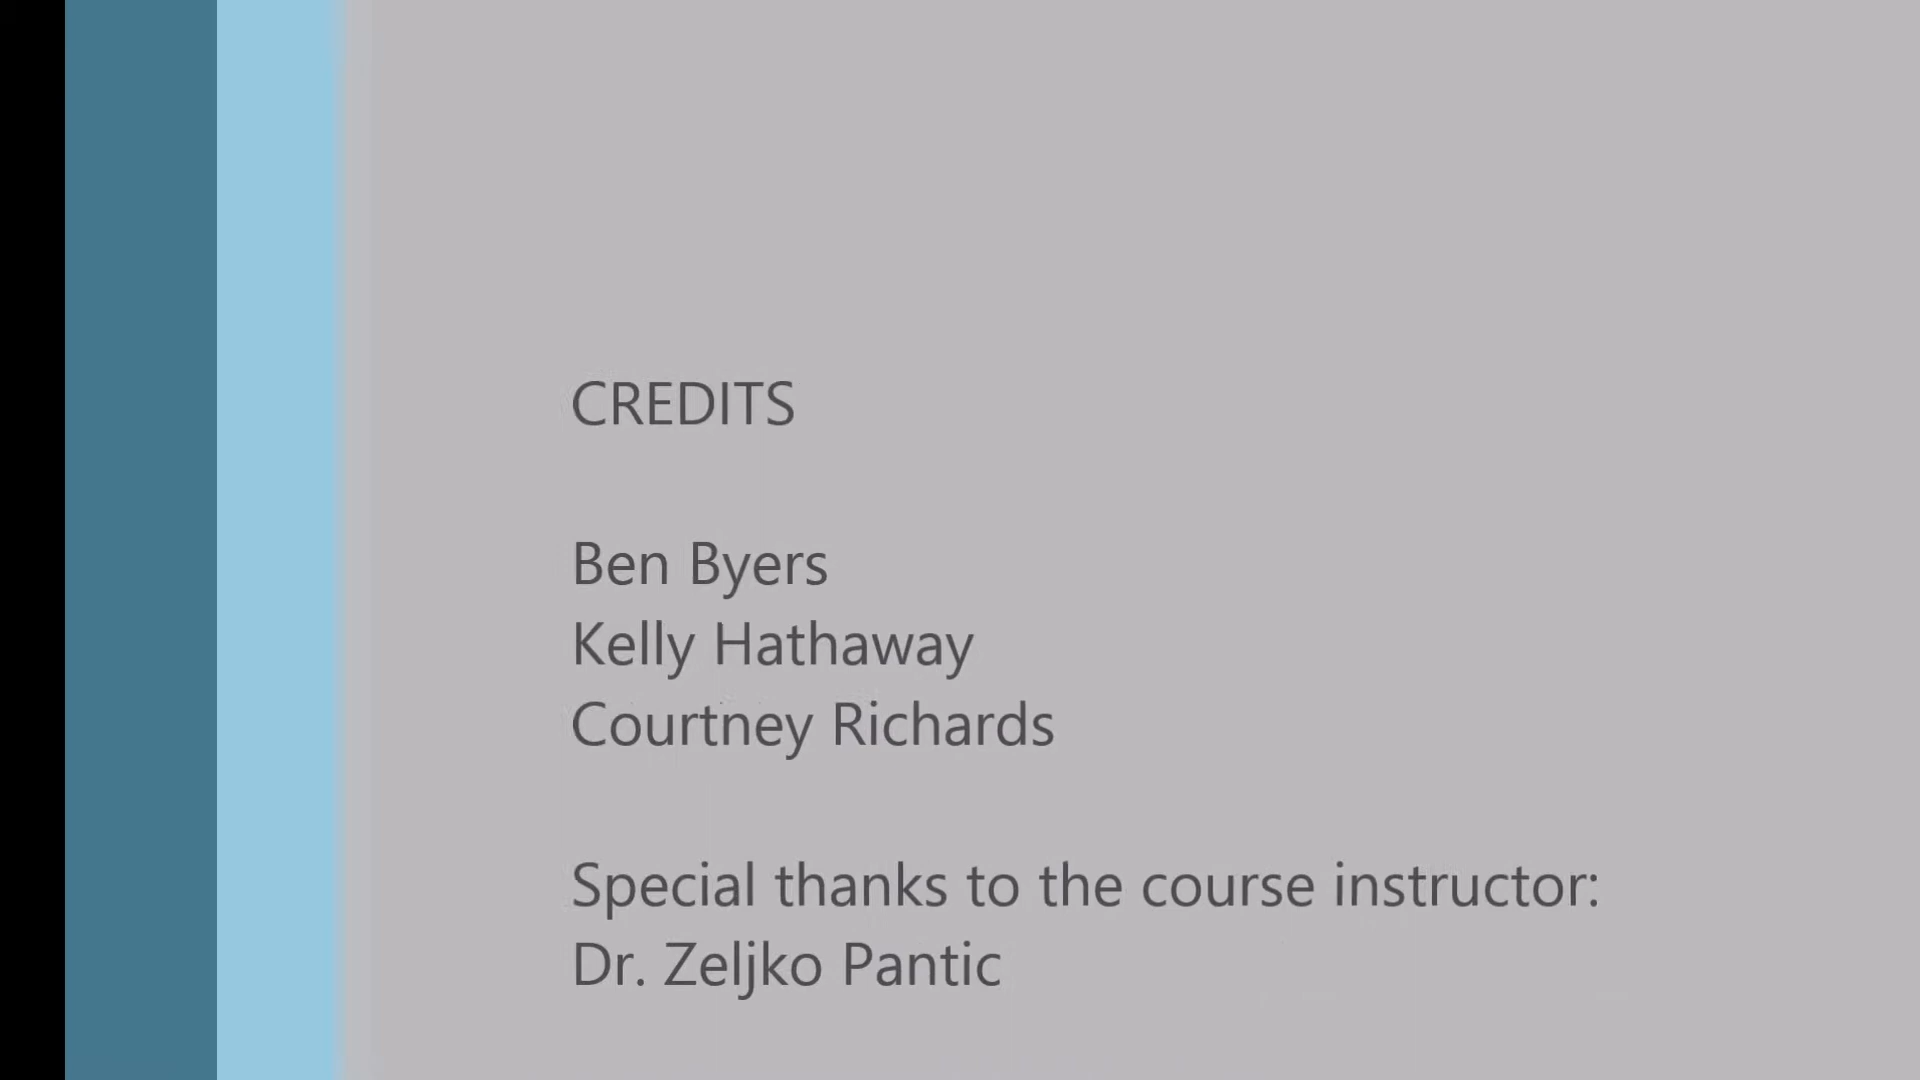 CREDITS
Ben Byers
Kelly Hathaway
Courtney Richards
Special thanks to the course instructor:
Dr. Zeljko Pantic